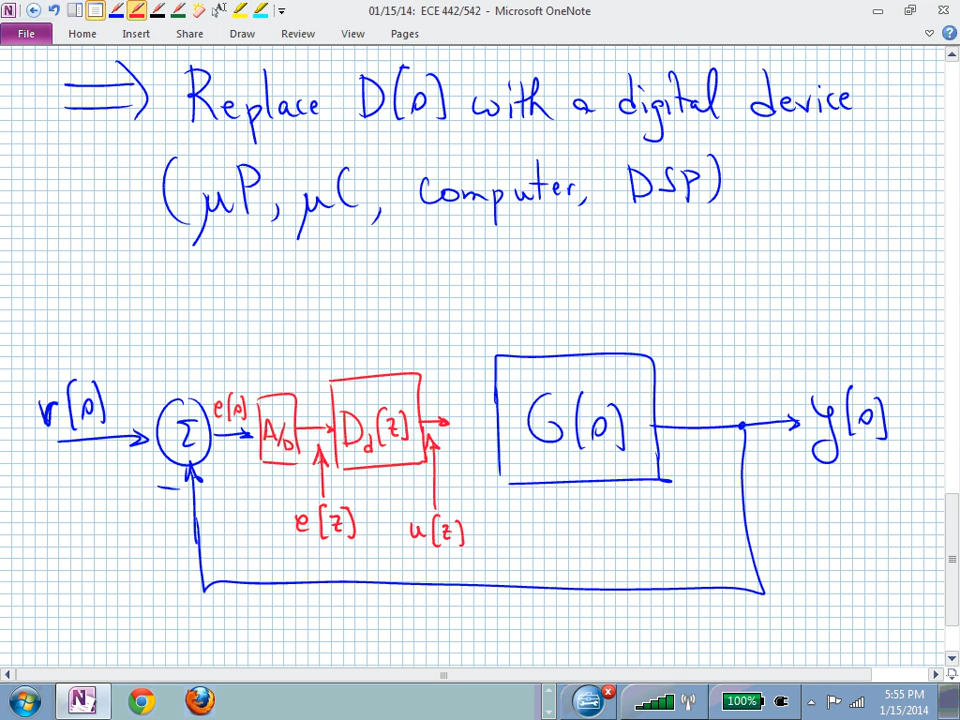 01/15/14: ECE 442/542 - Microsoft OneNote
File Home Insert Share Draw Review View Pages
⇒ Replace D[s] with a digital device
(μP, μC, computer, DSP)
r[s] Σ e[s] A/D Dd[z] G[s] y[s]
−
e[z] u[z]
100%
5:55 PM
1/15/2014